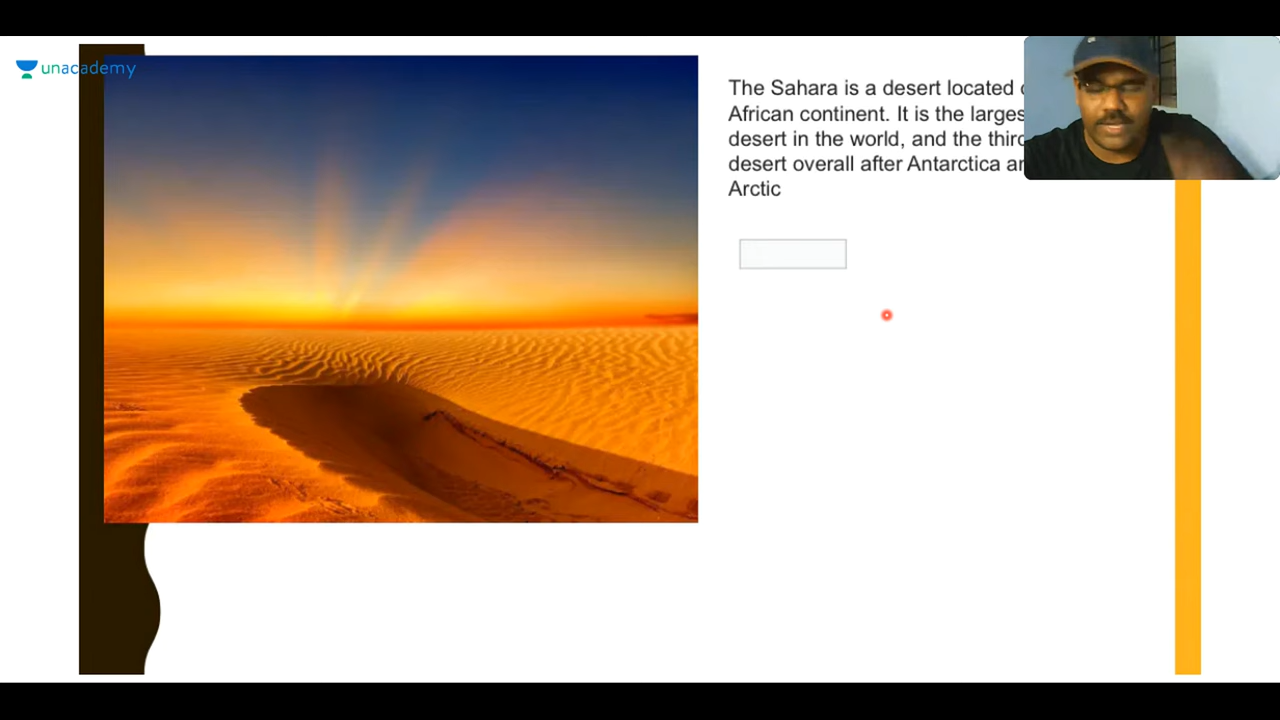 unacademy
The Sahara is a desert located
African continent. It is the larges
desert in the world, and the third
desert overall after Antarctica
Arctic